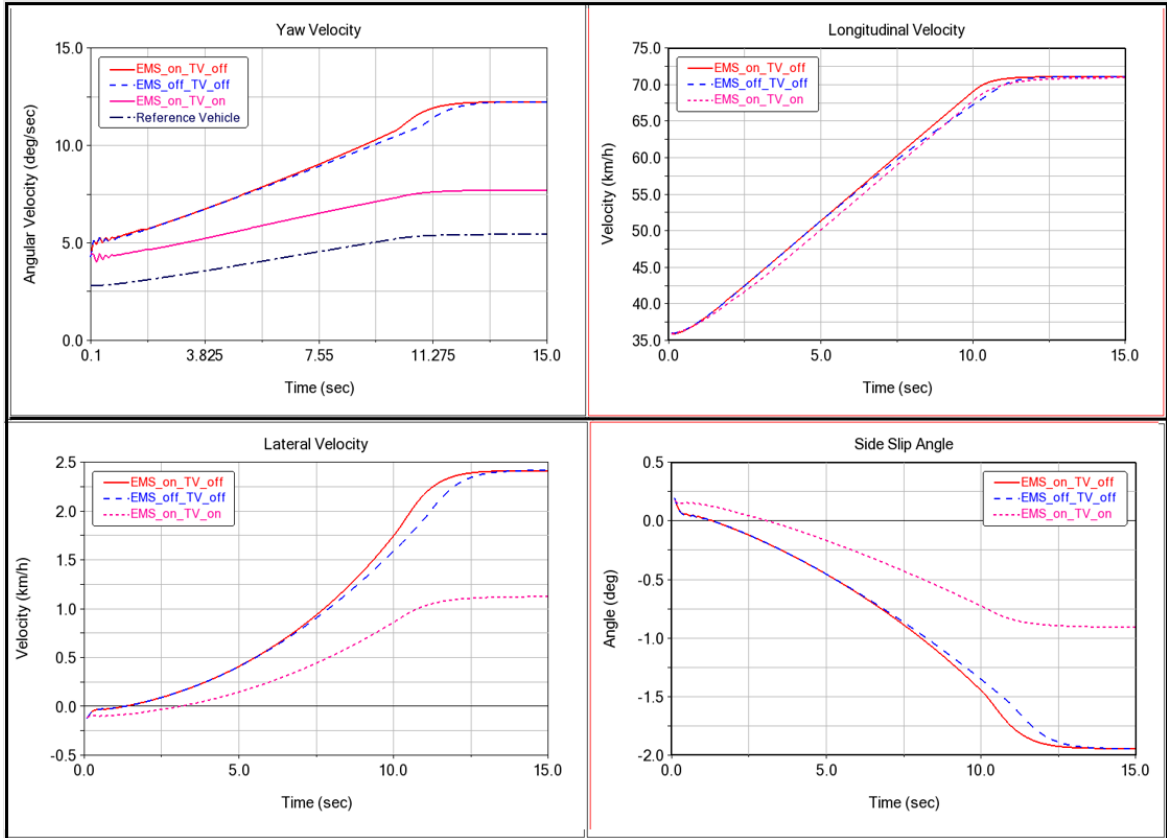 Yaw Velocity
15.0
10.0
5.0
0.0
Angular Velocity (deg/sec)
EMS_on_TV_off
EMS_off_TV_off
EMS_on_TV_on
Reference Vehicle
0.1 3.825 7.55 11.275 15.0
Time (sec)
Longitudinal Velocity
75.0
70.0
65.0
60.0
55.0
50.0
45.0
40.0
35.0
Velocity (km/h)
EMS_on_TV_off
EMS_off_TV_off
EMS_on_TV_on
0.0 5.0 10.0 15.0
Time (sec)
Lateral Velocity
2.5
2.0
1.5
1.0
0.5
0.0
-0.5
Velocity (km/h)
EMS_on_TV_off
EMS_off_TV_off
EMS_on_TV_on
0.0 5.0 10.0 15.0
Time (sec)
Side Slip Angle
0.5
0.0
-0.5
-1.0
-1.5
-2.0
Angle (deg)
EMS_on_TV_off
EMS_off_TV_off
EMS_on_TV_on
0.0 5.0 10.0 15.0
Time (sec)